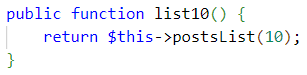 public function list10() {
    return $this->postsList(10);
}